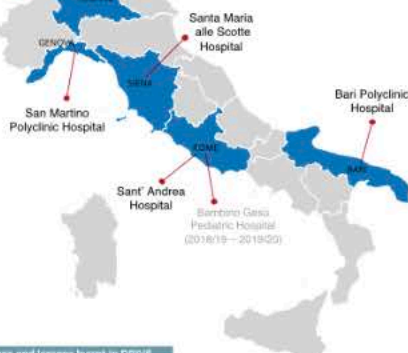 Santa Maria
alle Scotte
Hospital
GENOVA
SIENA
Bari Polyclinic
Hospital
San Martino
Polyclinic Hospital
ROME
BARI
Sant' Andrea
Hospital
Bambino Gesù
Pediatric Hospital
(2018/19—2019/20)